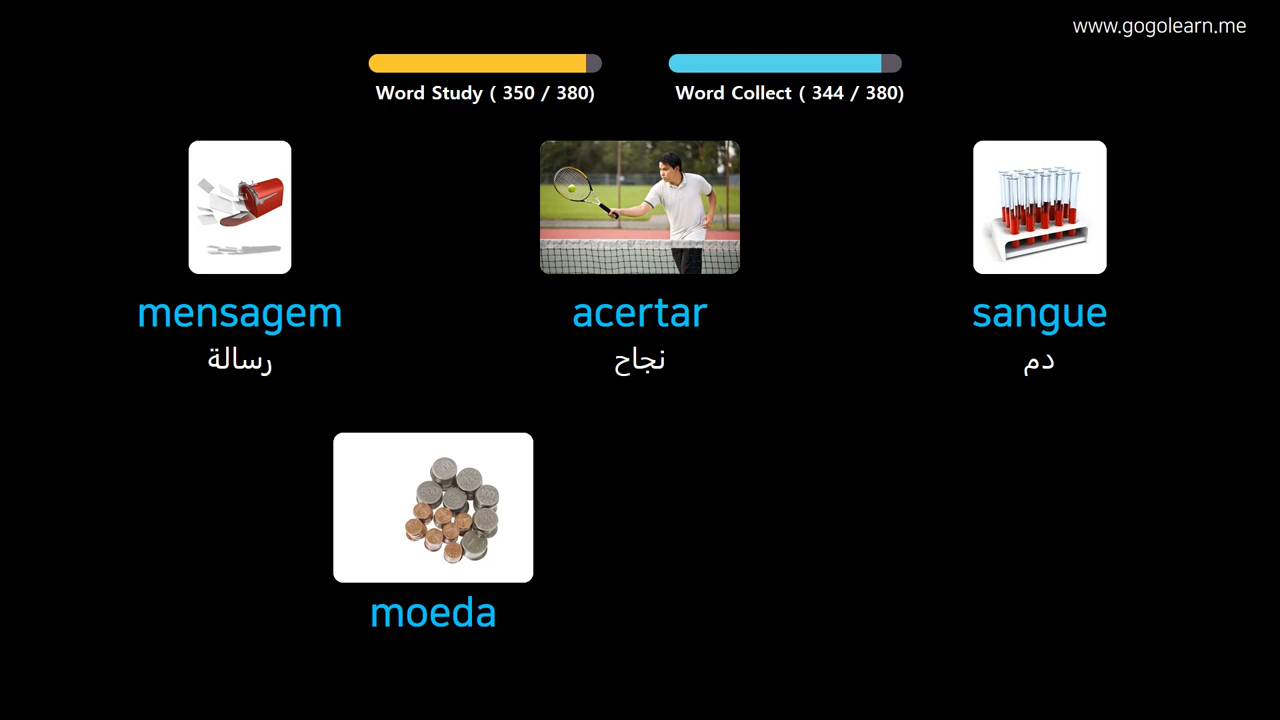 www.gogolearn.me
Word Study ( 350 / 380)
Word Collect ( 344 / 380)
mensagem
رسالة
acertar
نجاح
sangue
دم
moeda